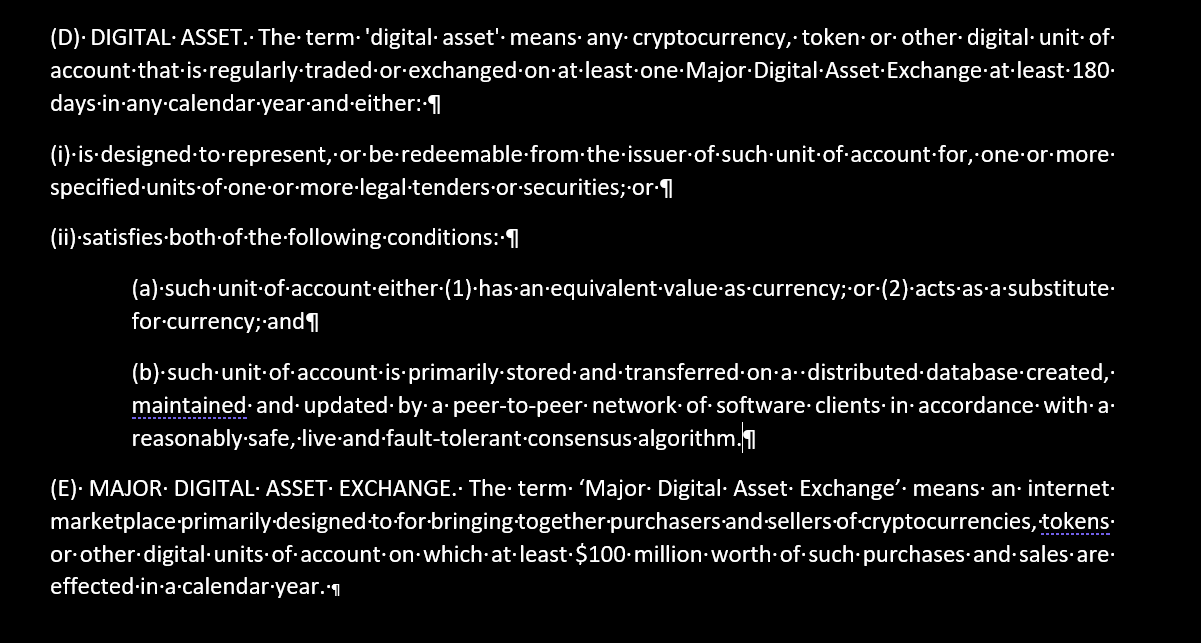 (D) DIGITAL ASSET. The term 'digital asset' means any cryptocurrency, token or other digital unit of
account that is regularly traded or exchanged on at least one Major Digital Asset Exchange at least 180
days in any calendar year and either: ¶
(i) is designed to represent, or be redeemable from the issuer of such unit of account for, one or more
specified units of one or more legal tenders or securities; or ¶
(ii) satisfies both of the following conditions: ¶
(a) such unit of account either (1) has an equivalent value as currency; or (2) acts as a substitute
for currency; and¶
(b) such unit of account is primarily stored and transferred on a  distributed database created,
maintained and updated by a peer-to-peer network of software clients in accordance with a
reasonably safe, live and fault-tolerant consensus algorithm.¶
(E) MAJOR DIGITAL ASSET EXCHANGE. The term ‘Major Digital Asset Exchange’ means an internet
marketplace primarily designed to for bringing together purchasers and sellers of cryptocurrencies, tokens
or other digital units of account on which at least $100 million worth of such purchases and sales are
effected in a calendar year. ¶